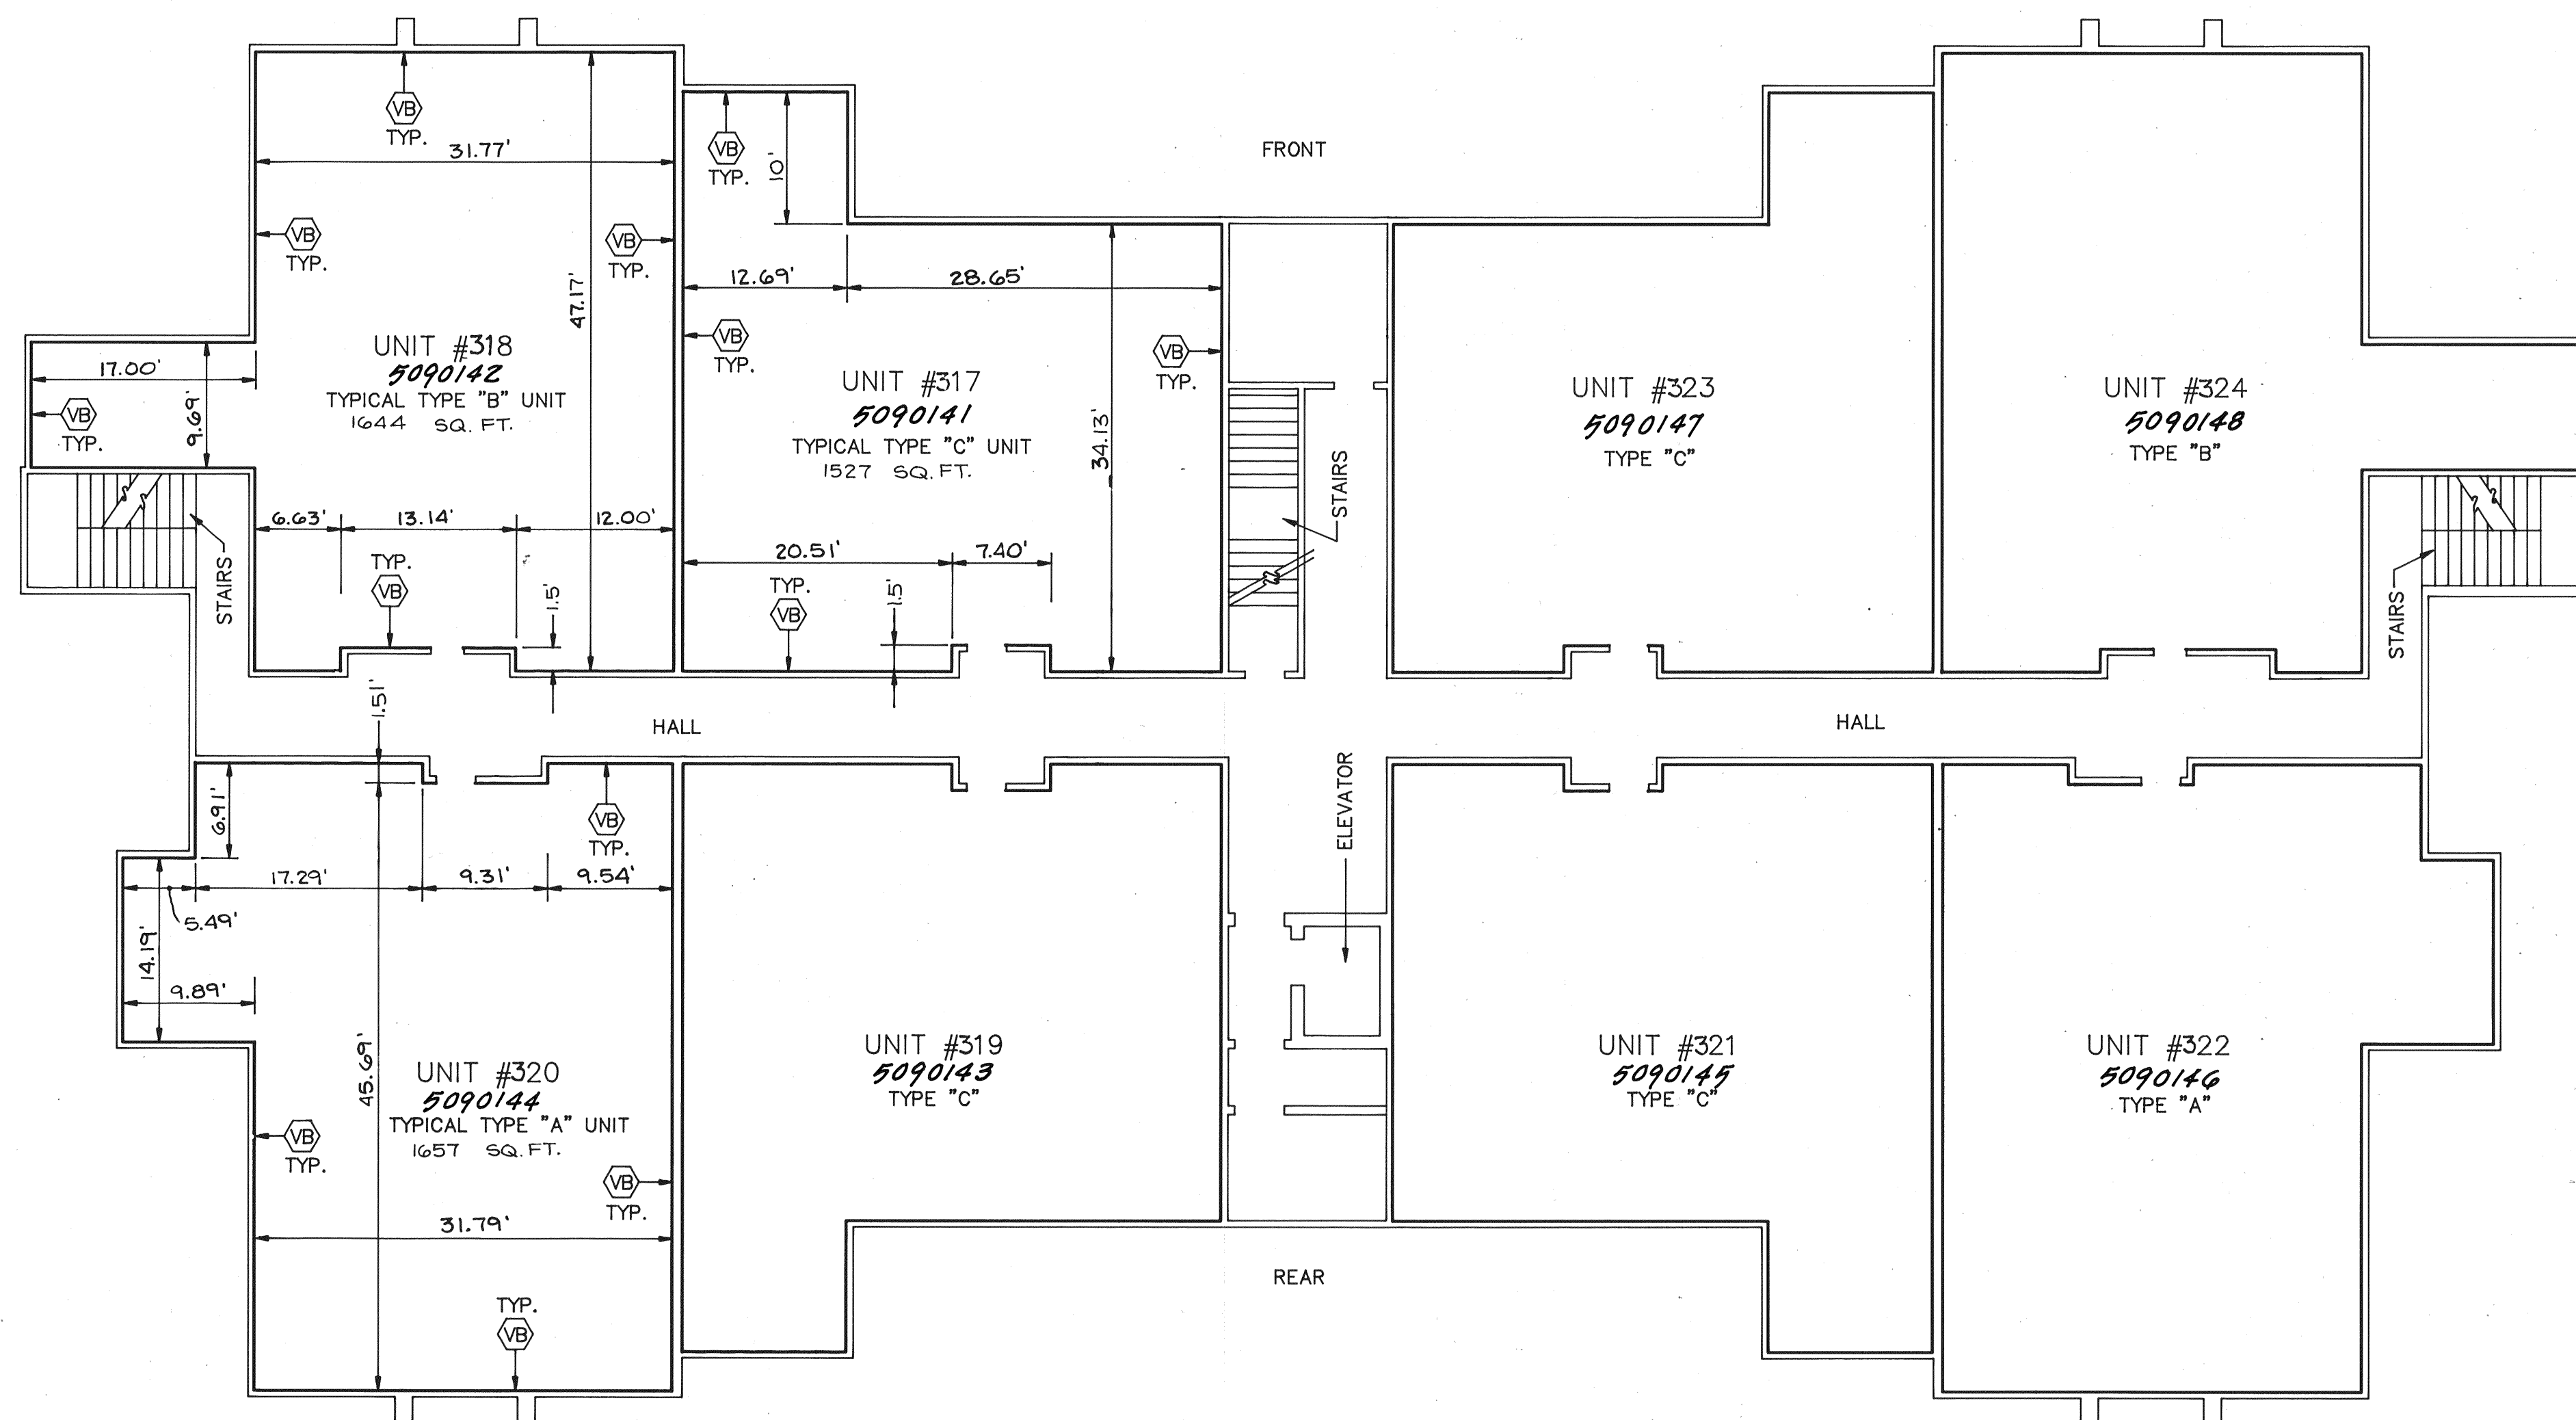 FRONT
VB
TYP.
31.77'
VB
TYP.
VB
TYP.
47.17'
UNIT #318
5090142
TYPICAL TYPE "B" UNIT
1644 SQ. FT.
17.00'
9.69'
VB
TYP.
6.63'
13.14'
12.00'
TYP.
VB
1.5'
STAIRS
VB
TYP.
10'
12.69'
28.65'
VB
TYP.
VB
TYP.
UNIT #317
5090141
TYPICAL TYPE "C" UNIT
1527 SQ. FT.
34.13'
20.51'
7.40'
TYP.
VB
1.5'
STAIRS
UNIT #323
5090147
TYPE "C"
UNIT #324
5090148
TYPE "B"
STAIRS
HALL
HALL
1.51'
6.91'
VB
TYP.
17.29'
9.31'
9.54'
5.49'
14.19'
9.89'
45.69'
UNIT #320
5090144
TYPICAL TYPE "A" UNIT
1657 SQ. FT.
VB
TYP.
VB
TYP.
31.79'
TYP.
VB
UNIT #319
5090143
TYPE "C"
ELEVATOR
UNIT #321
5090145
TYPE "C"
UNIT #322
5090146
TYPE "A"
REAR